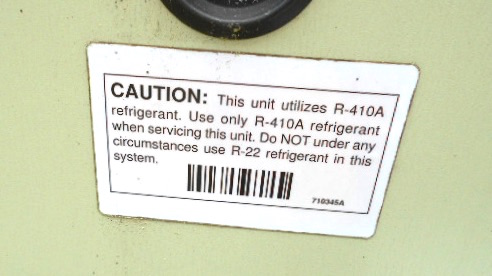 CAUTION: This unit utilizes R-410A
refrigerant. Use only R-410A refrigerant
when servicing this unit. Do NOT under any
circumstances use R-22 refrigerant in this
system.
710345A